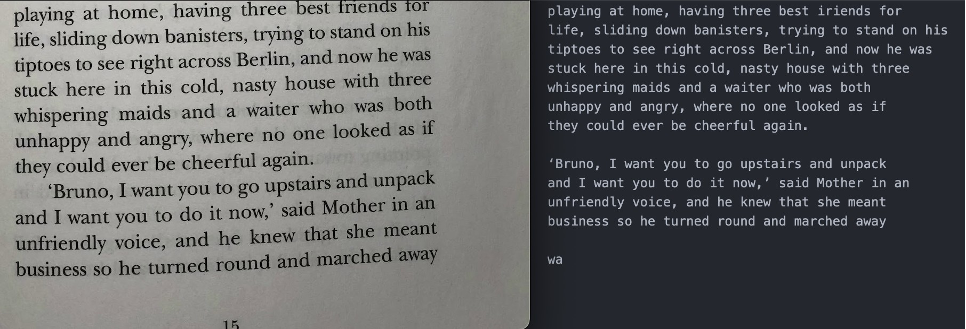 playing at home, having three best friends for
life, sliding down banisters, trying to stand on his
tiptoes to see right across Berlin, and now he was
stuck here in this cold, nasty house with three
whispering maids and a waiter who was both
unhappy and angry, where no one looked as if
they could ever be cheerful again.
‘Bruno, I want you to go upstairs and unpack
and I want you to do it now,’ said Mother in an
unfriendly voice, and he knew that she meant
business so he turned round and marched away
15
playing at home, having three best iriends for
life, sliding down banisters, trying to stand on his
tiptoes to see right across Berlin, and now he was
stuck here in this cold, nasty house with three
whispering maids and a waiter who was both
unhappy and angry, where no one looked as if
they could ever be cheerful again.
‘Bruno, I want you to go upstairs and unpack
and I want you to do it now,’ said Mother in an
unfriendly voice, and he knew that she meant
business so he turned round and marched away
wa